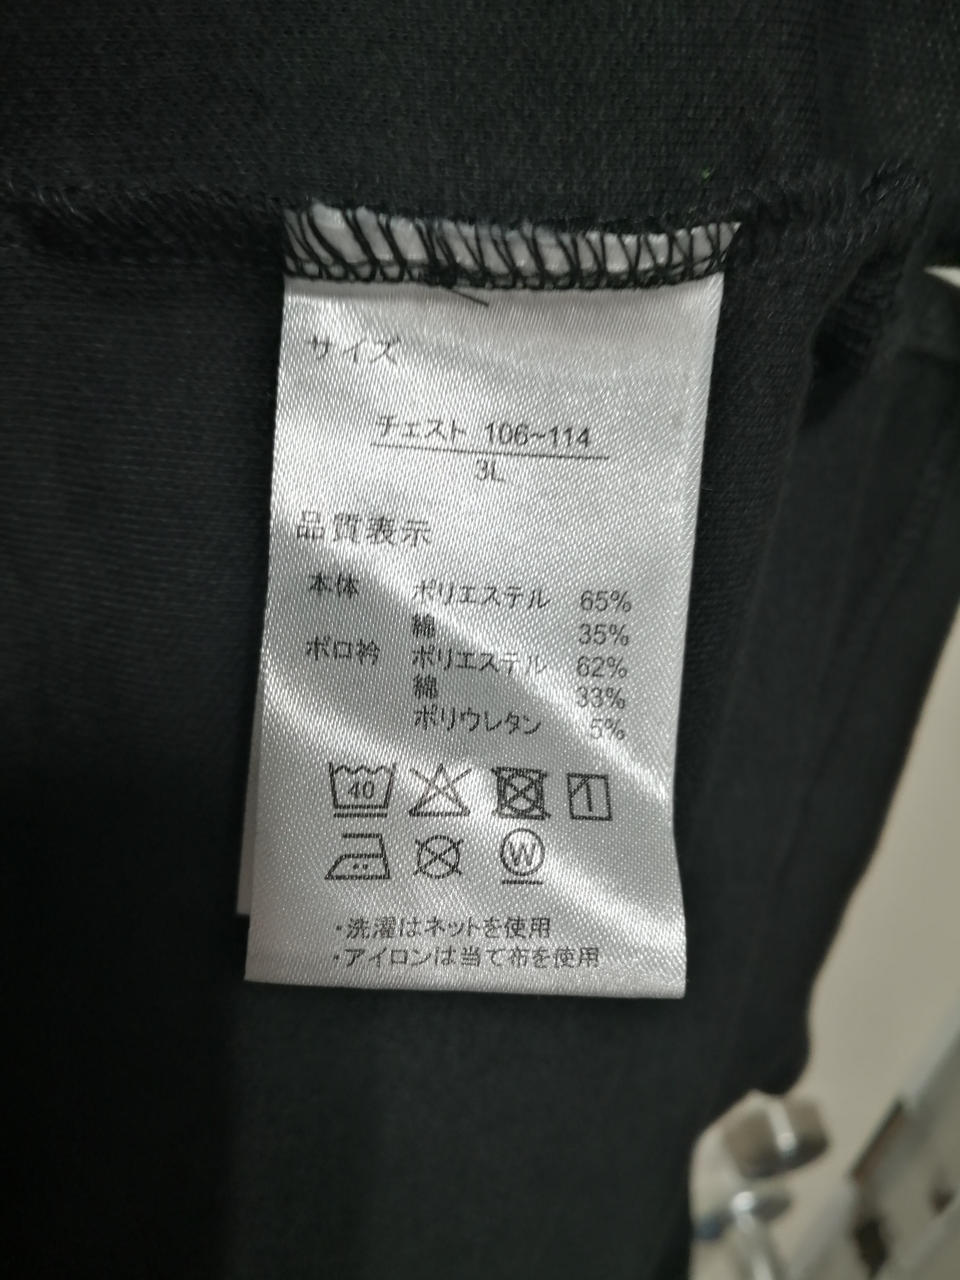 サイズ
チェスト 106~114
3L
品質表示
本体 ポリエステル 65%
綿 35%
ボロ衿 ポリエステル 62%
綿 33%
ポリウレタン 5%
40
W
・洗濯はネットを使用
・アイロンは当て布を使用